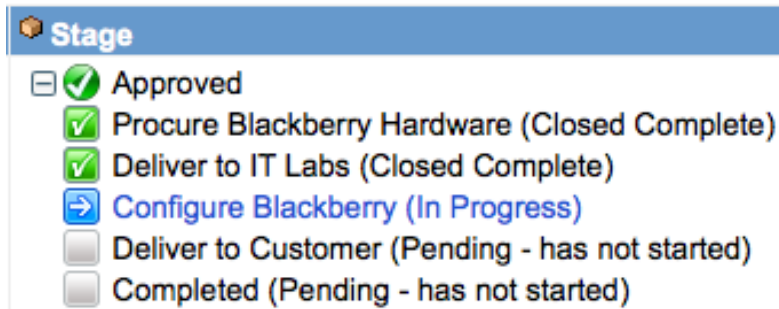 Stage
Approved
Procure Blackberry Hardware (Closed Complete)
Deliver to IT Labs (Closed Complete)
Configure Blackberry (In Progress)
Deliver to Customer (Pending - has not started)
Completed (Pending - has not started)